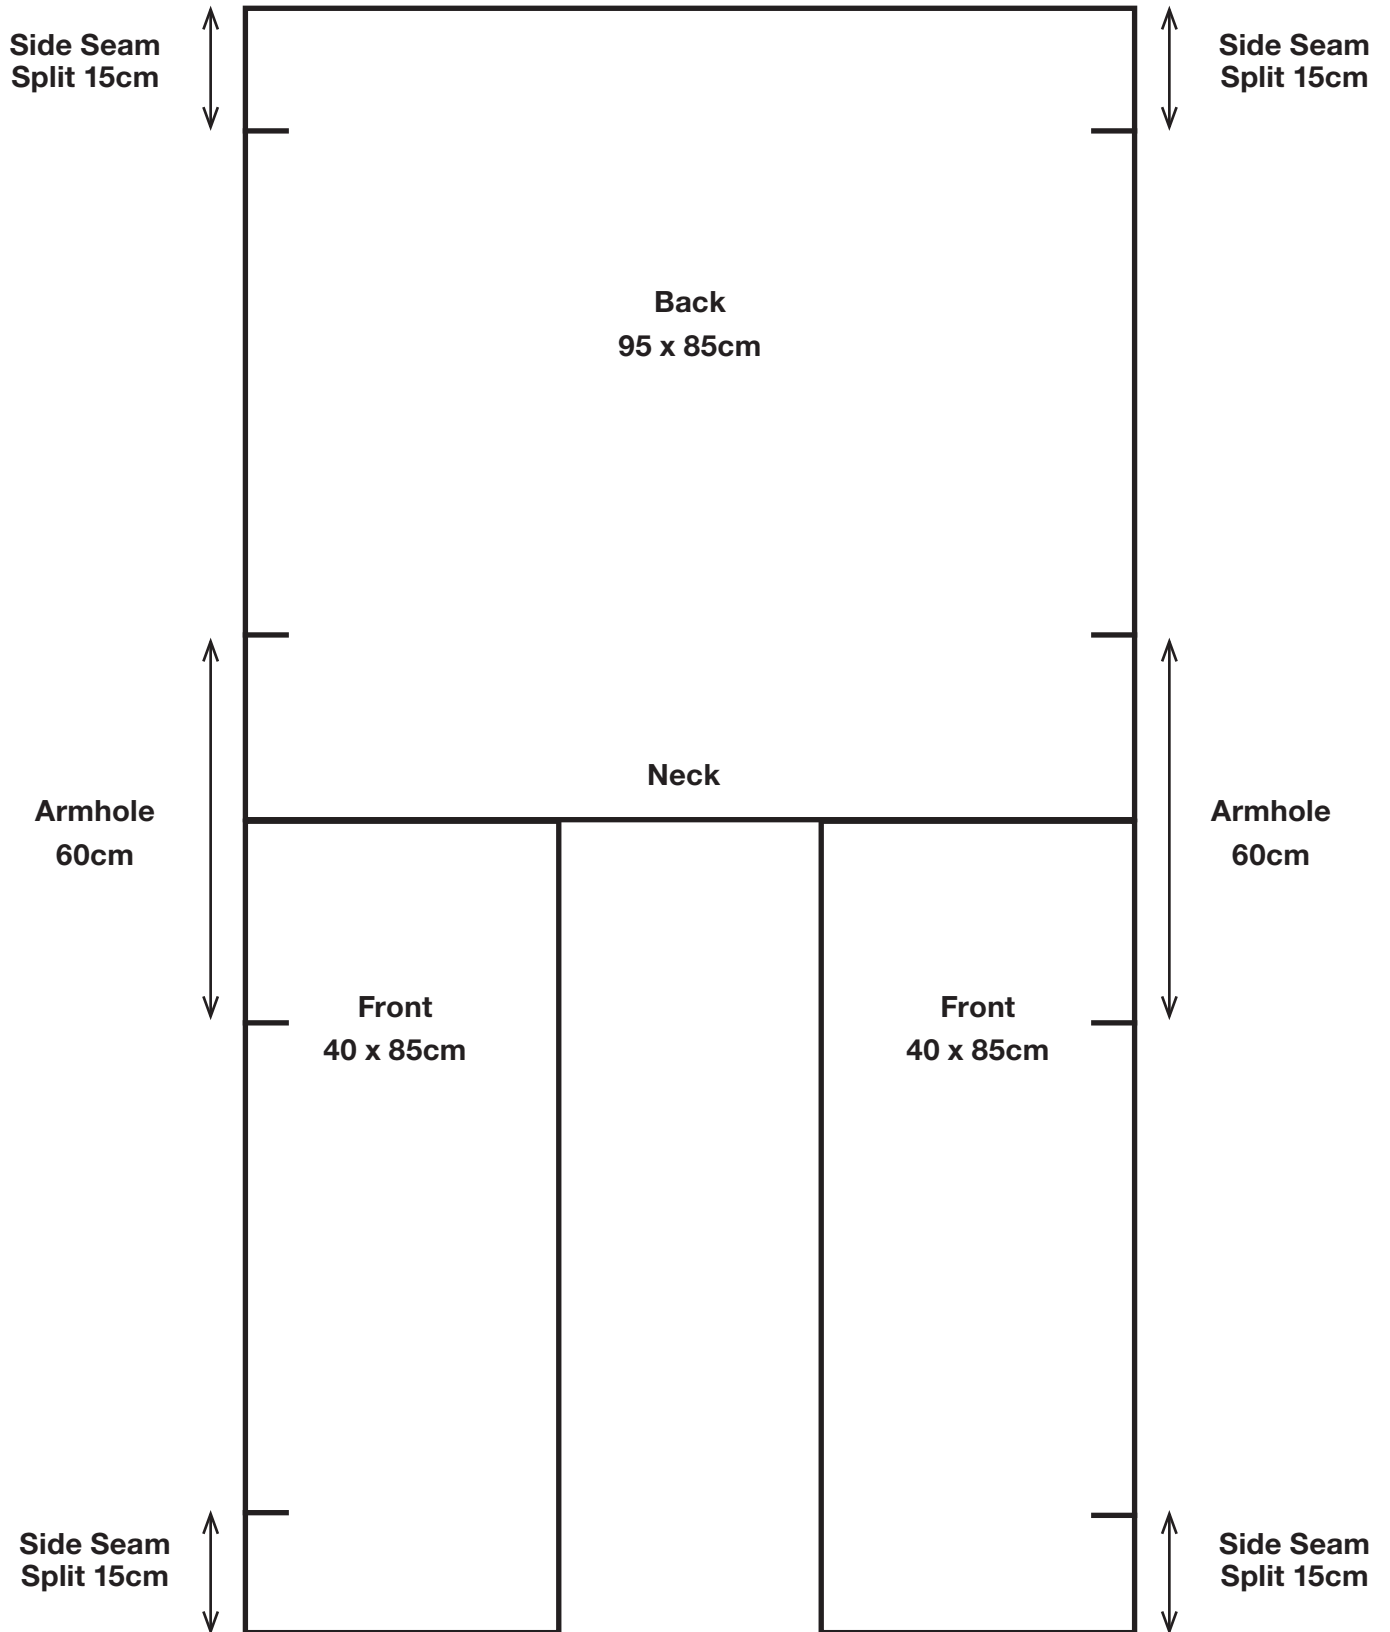 Side Seam
Split 15cm
Side Seam
Split 15cm
Back
95 x 85cm
Neck
Armhole
60cm
Armhole
60cm
Front
40 x 85cm
Front
40 x 85cm
Side Seam
Split 15cm
Side Seam
Split 15cm